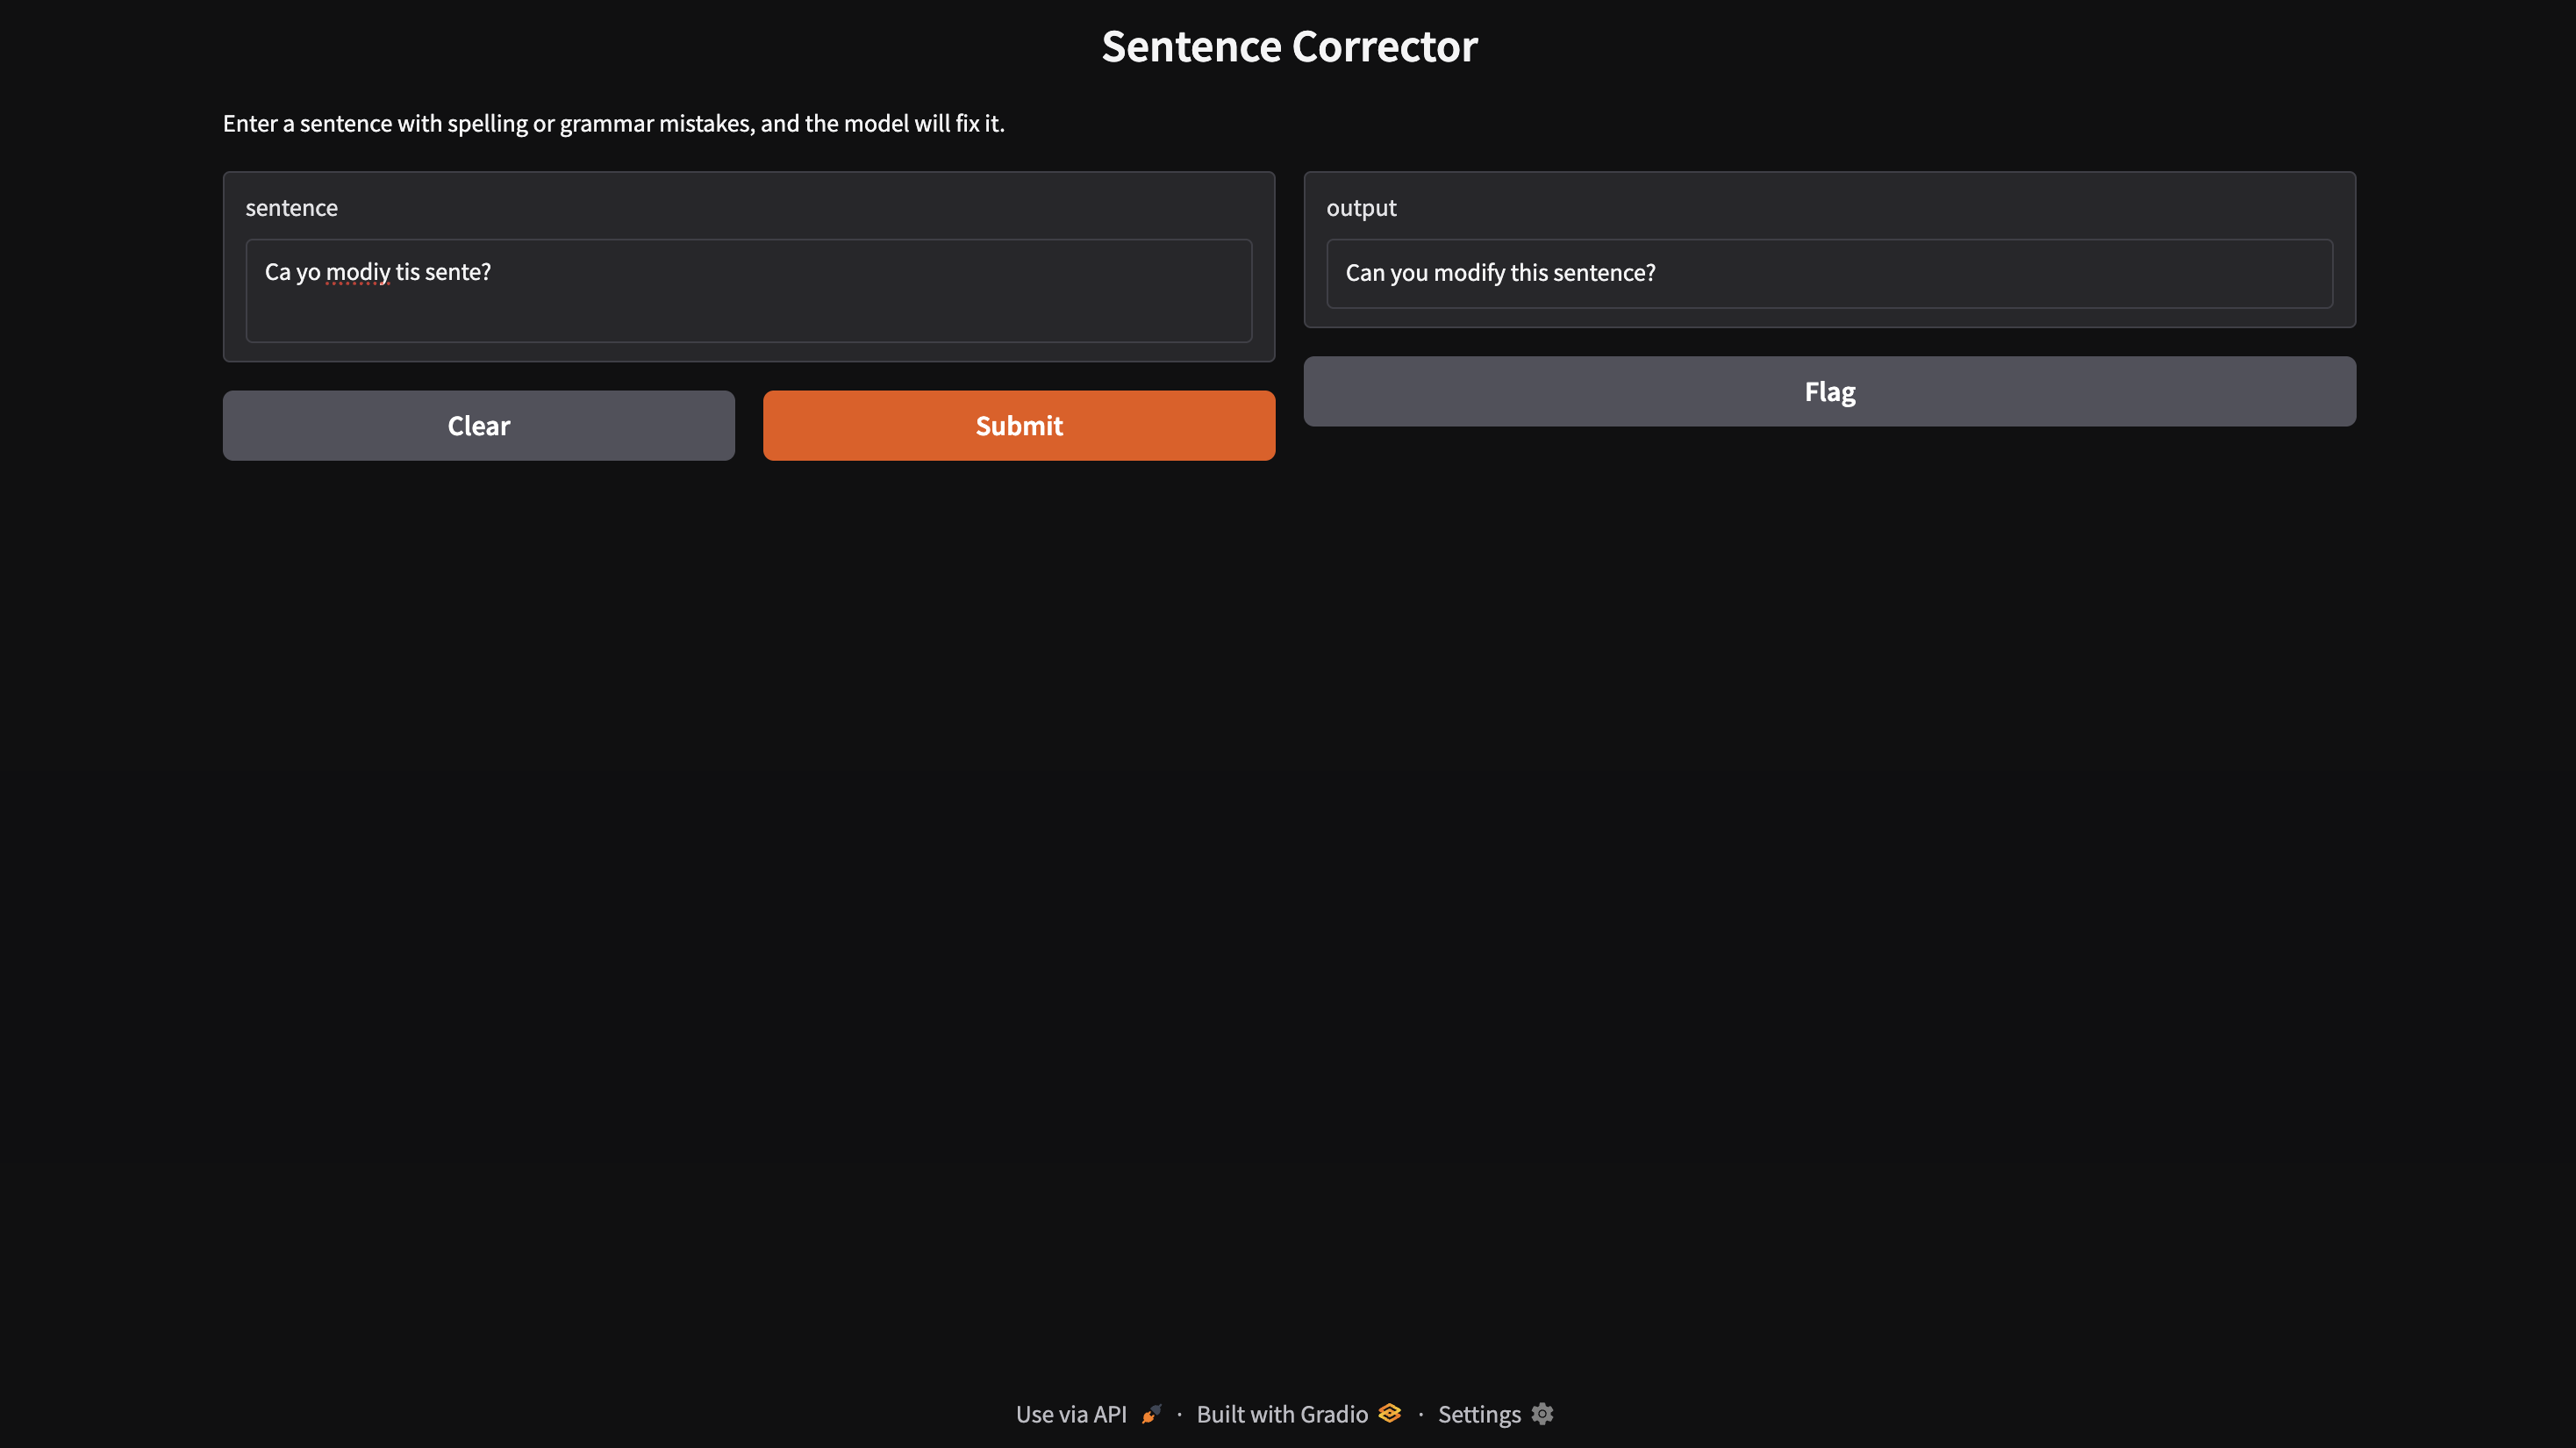 Sentence Corrector
Enter a sentence with spelling or grammar mistakes, and the model will fix it.
sentence
Ca yo modiy tis sente?
Clear
Submit
output
Can you modify this sentence?
Flag
Use via API · Built with Gradio · Settings